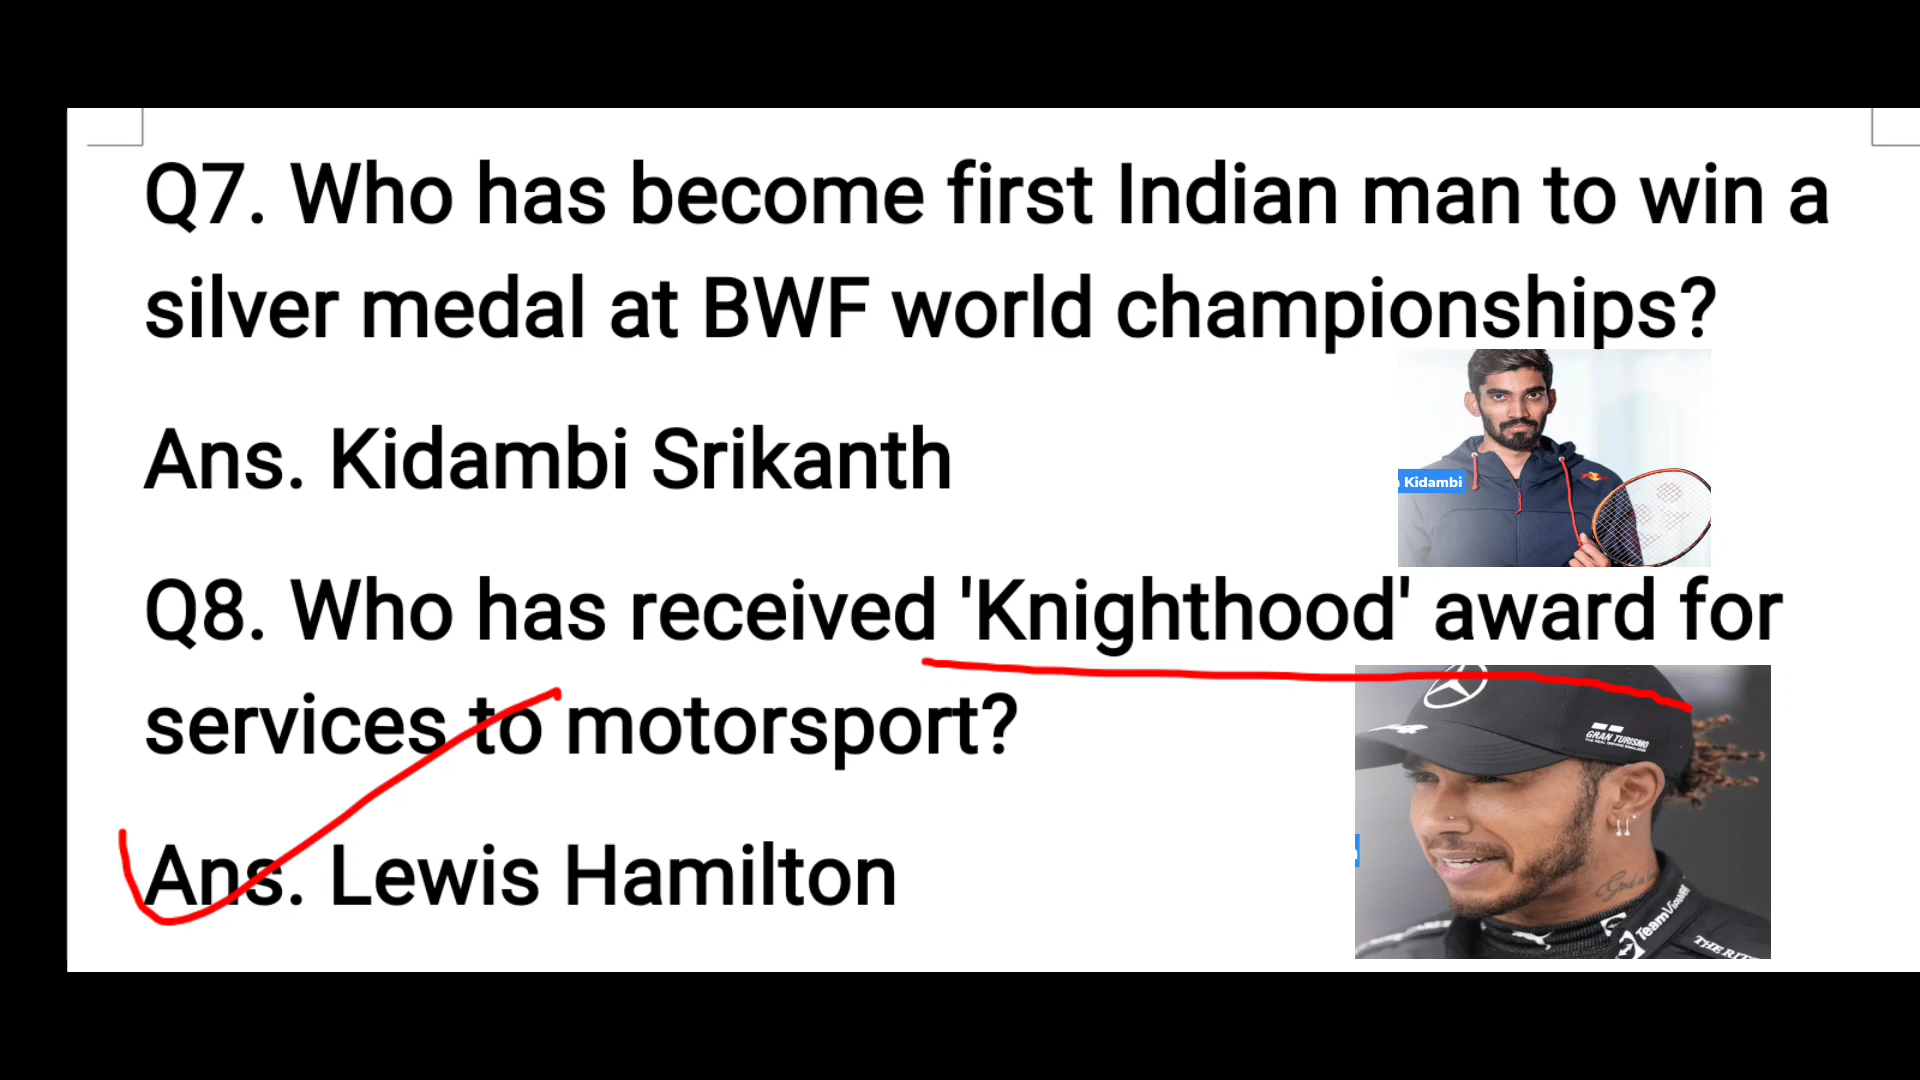 Q7. Who has become first Indian man to win a
silver medal at BWF world championships?
Ans. Kidambi Srikanth
Kidambi
Q8. Who has received 'Knighthood' award for
services to motorsport?
GRAN TURISMO
Ans. Lewis Hamilton
TeamViewer